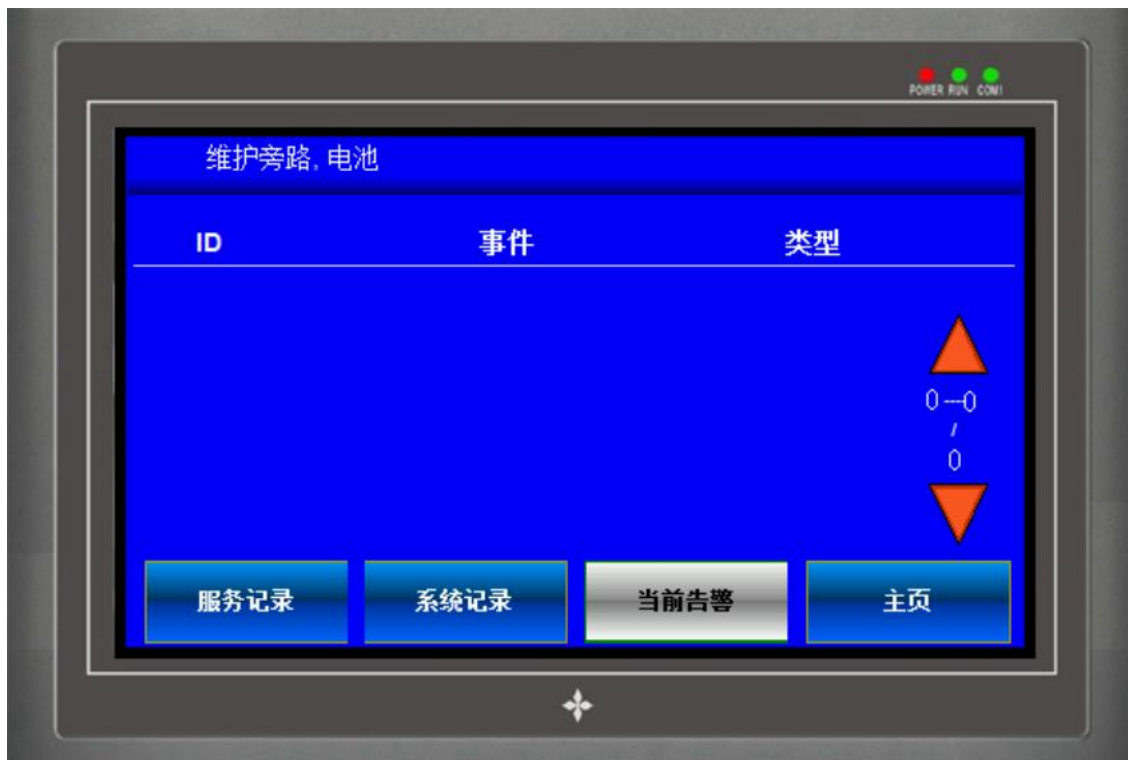 POWER RUN COM1
维护旁路, 电池
ID 事件 类型
0---0
/
0
服务记录 系统记录 当前告警 主页